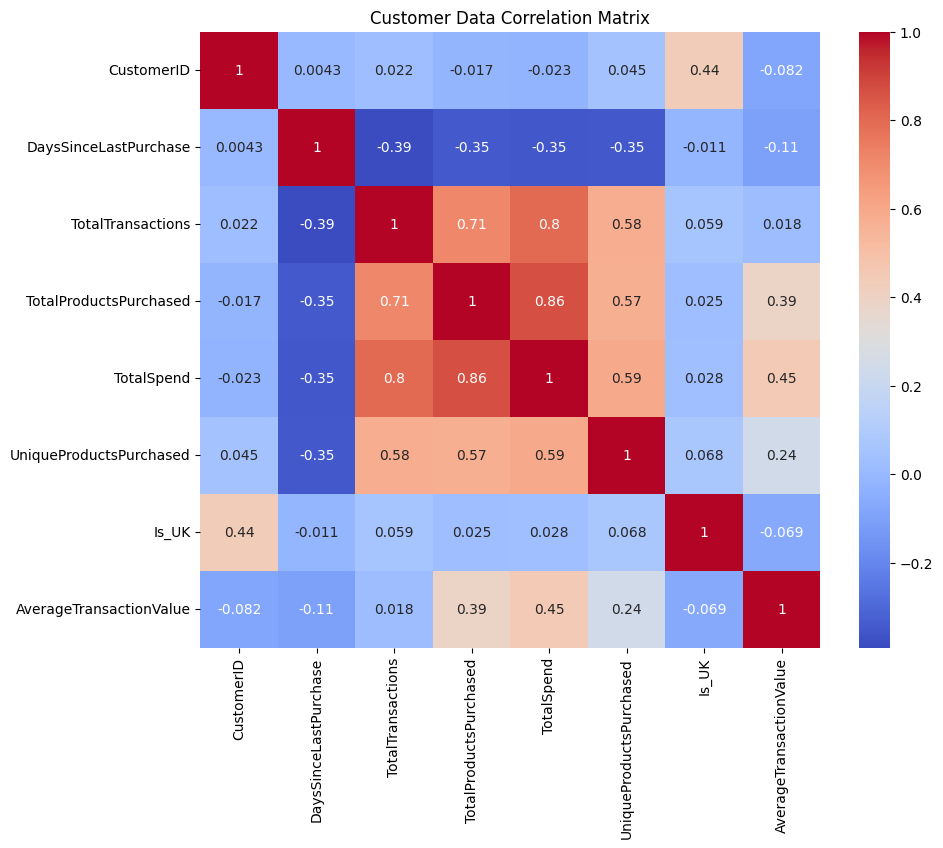 Customer Data Correlation Matrix
CustomerID 1 0.0043 0.022 -0.017 -0.023 0.045 0.44 -0.082
DaysSinceLastPurchase 0.0043 1 -0.39 -0.35 -0.35 -0.35 -0.011 -0.11
TotalTransactions 0.022 -0.39 1 0.71 0.8 0.58 0.059 0.018
TotalProductsPurchased -0.017 -0.35 0.71 1 0.86 0.57 0.025 0.39
TotalSpend -0.023 -0.35 0.8 0.86 1 0.59 0.028 0.45
UniqueProductsPurchased 0.045 -0.35 0.58 0.57 0.59 1 0.068 0.24
Is_UK 0.44 -0.011 0.059 0.025 0.028 0.068 1 -0.069
AverageTransactionValue -0.082 -0.11 0.018 0.39 0.45 0.24 -0.069 1
CustomerID
DaysSinceLastPurchase
TotalTransactions
TotalProductsPurchased
TotalSpend
UniqueProductsPurchased
Is_UK
AverageTransactionValue
1.0
0.8
0.6
0.4
0.2
0.0
−0.2